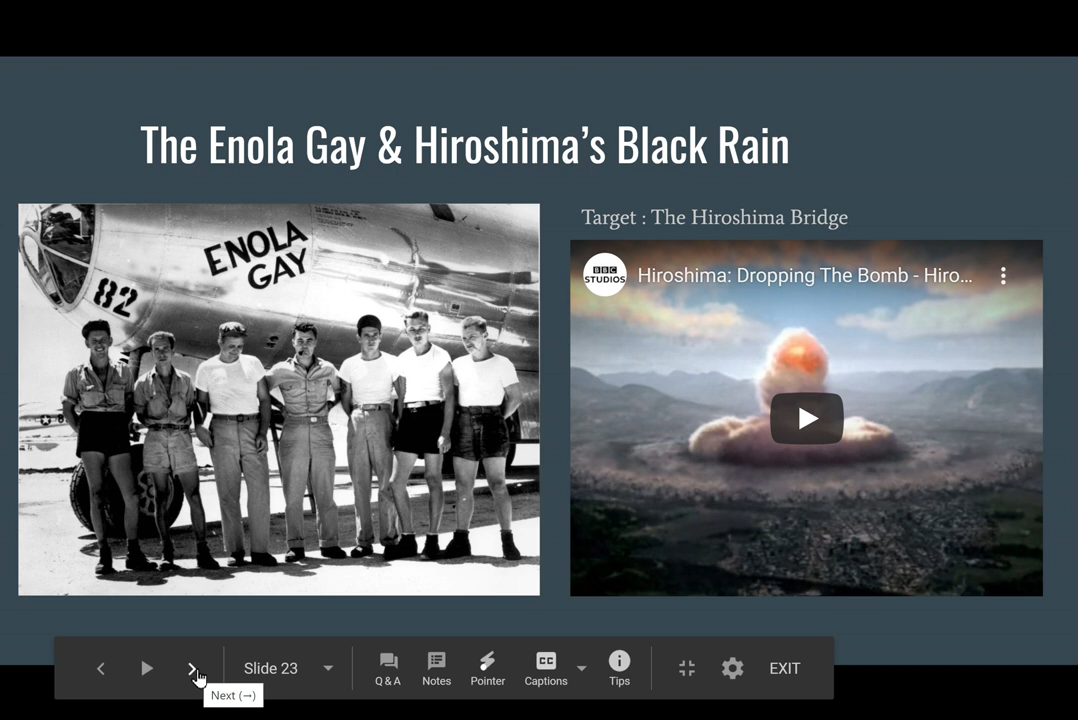 The Enola Gay & Hiroshima's Black Rain
ENOLA
GAY
82
Target : The Hiroshima Bridge
BBC
STUDIOS
Hiroshima: Dropping The Bomb - Hiro...
Slide 23
Q & A
Notes
Pointer
CC
Captions
Tips
EXIT
Next (→)